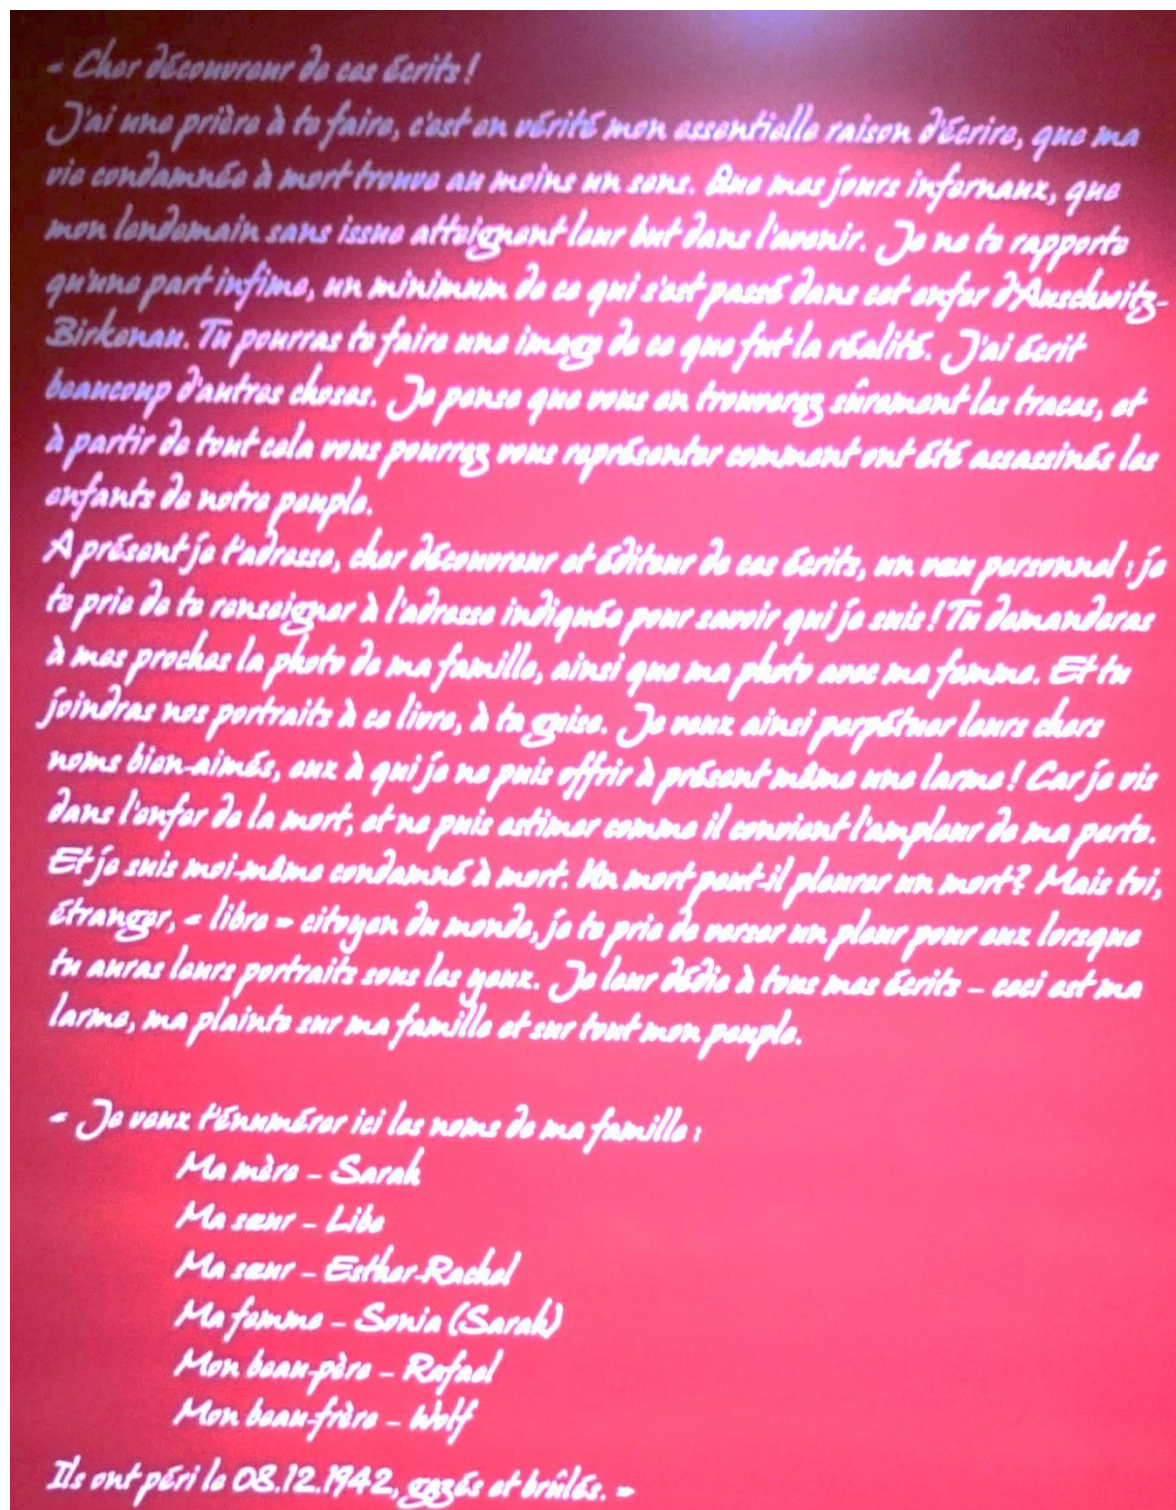 « Cher découvreur de ces écrits !
J'ai une prière à te faire, c'est en vérité mon essentielle raison d'écrire, que ma
vie condamnée à mort trouve au moins un sens. Que mes jours infernaux, que
mon lendemain sans issue atteignent leur but dans l'avenir. Je ne te rapporte
qu'une part infime, un minimum de ce qui s'est passé dans cet enfer d'Auschwitz-
Birkenau. Tu pourras te faire une image de ce que fut la réalité. J'ai écrit
beaucoup d'autres choses. Je pense que vous en trouverez sûrement les traces, et
à partir de tout cela vous pourrez vous représenter comment ont été assassinés les
enfants de notre peuple.
A présent je t'adresse, cher découvreur et éditeur de ces écrits, un vœu personnel : je
te prie de te renseigner à l'adresse indiquée pour savoir qui je suis ! Tu demanderas
à mes proches la photo de ma famille, ainsi que ma photo avec ma femme. Et tu
joindras nos portraits à ce livre, à ta guise. Je veux ainsi perpétuer leurs chers
noms bien-aimés, eux à qui je ne puis offrir à présent même une larme ! Car je vis
dans l'enfer de la mort, et ne puis estimer comme il convient l'ampleur de ma perte.
Et je suis moi-même condamné à mort. Un mort peut-il pleurer un mort ? Mais toi,
étranger, « libre » citoyen du monde, je te prie de verser un pleur pour eux lorsque
tu auras leurs portraits sous les yeux. Je leur dédie à tous mes écrits – ceci est ma
larme, ma plainte sur ma famille et sur tout mon peuple.
« Je veux t'énumérer ici les noms de ma famille :
Ma mère – Sarah
Ma sœur – Libe
Ma sœur – Esther-Rachel
Ma femme – Sonia (Sarah)
Mon beau-père – Rafael
Mon beau-frère – Wolf
Ils ont péri le 08.12.1942, gazés et brûlés. »